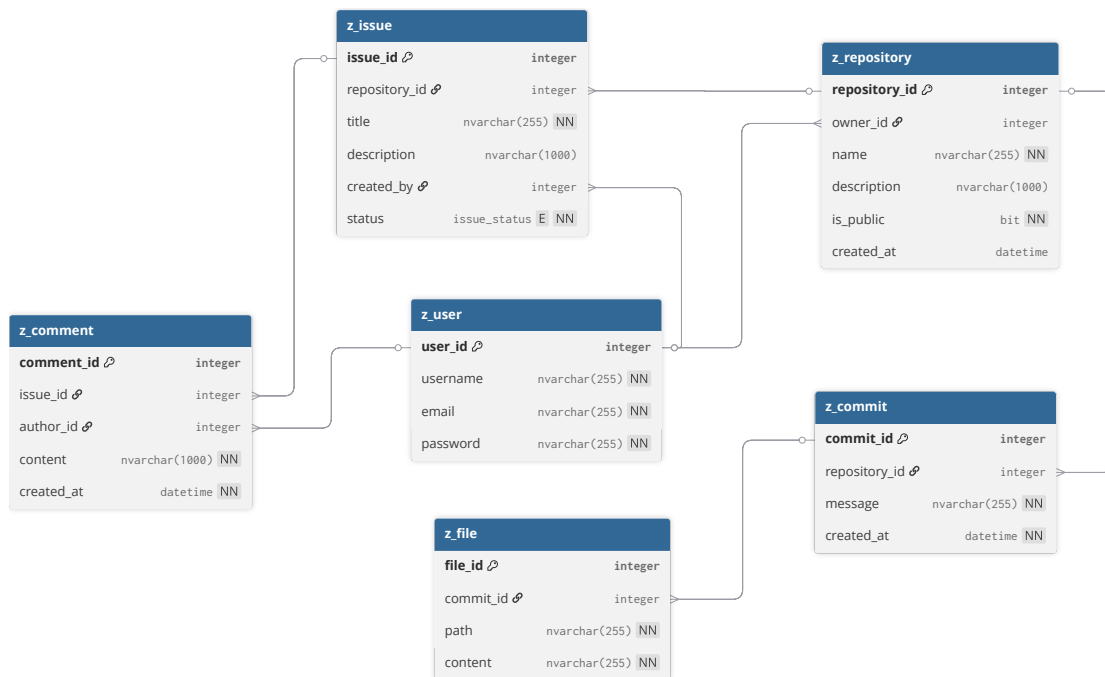 z_issue
issue_id integer
repository_id integer
title nvarchar(255) NN
description nvarchar(1000)
created_by integer
status issue_status E NN
z_repository
repository_id integer
owner_id integer
name nvarchar(255) NN
description nvarchar(1000)
is_public bit NN
created_at datetime
z_comment
comment_id integer
issue_id integer
author_id integer
content nvarchar(1000) NN
created_at datetime NN
z_user
user_id integer
username nvarchar(255) NN
email nvarchar(255) NN
password nvarchar(255) NN
z_commit
commit_id integer
repository_id integer
message nvarchar(255) NN
created_at datetime NN
z_file
file_id integer
commit_id integer
path nvarchar(255) NN
content nvarchar(255) NN